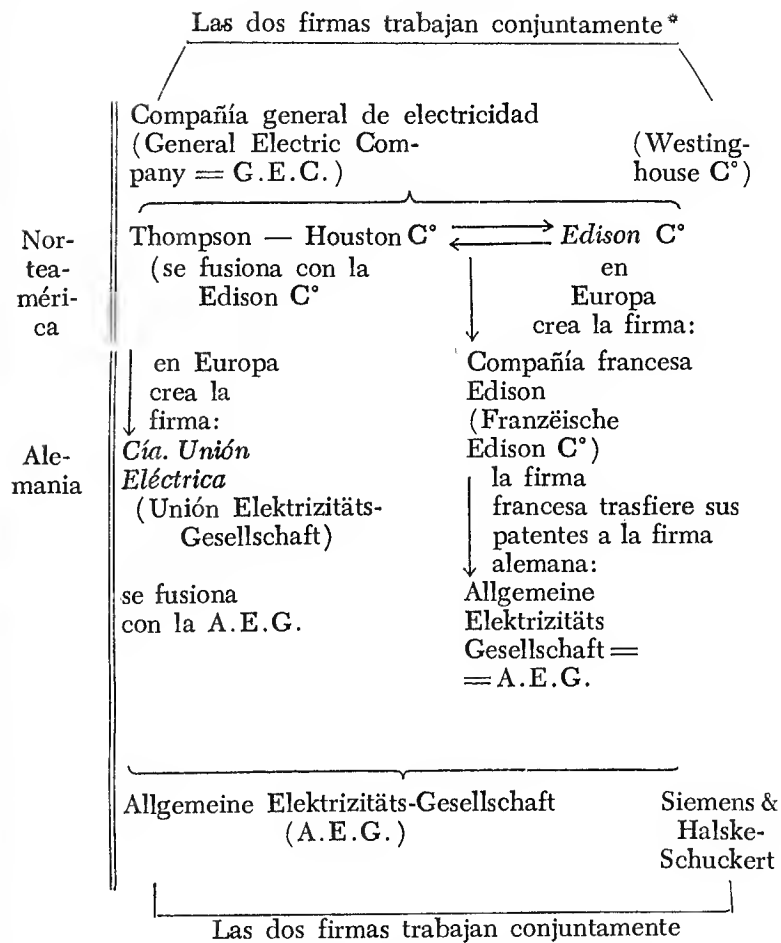 Las dos firmas trabajan conjuntamente*
Compañía general de electricidad
(General Electric Com-
pany = G.E.C.)
(Westing-
house C°)
Nor-
tea-
méri-
ca
Thompson — Houston C°
(se fusiona con la
Edison C°
Edison C°
en
Europa
crea la firma:
en Europa
crea la
firma:
Compañía francesa
Edison
(Franzëische
Edison C°)
Ale-
mania
Cía. Unión
Eléctrica
(Unión Elektrizitäts-
Gesellschaft)
la firma
francesa trasfiere sus
patentes a la firma
alemana:
se fusiona
con la A.E.G.
Allgemeine
Elektrizitäts
Gesellschaft =
= A.E.G.
Allgemeine Elektrizitäts-Gesellschaft
(A.E.G.)
Siemens &
Halske-
Schuckert
Las dos firmas trabajan conjuntamente